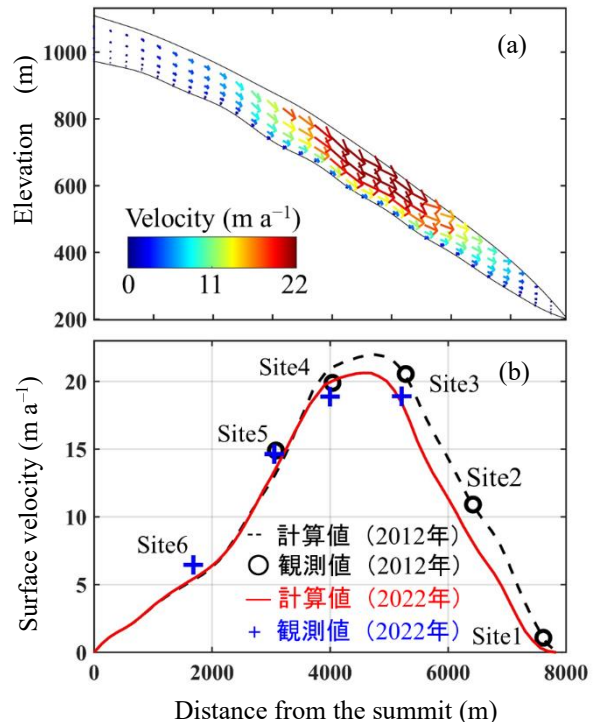 (a)
Elevation (m)
1000
800
600
400
200
Velocity (m a⁻¹)
0 11 22
(b)
Surface velocity (m a⁻¹)
20
15
10
5
0
Site4
Site3
Site5
Site2
Site6
Site1
計算値（2012年）
観測値（2012年）
計算値（2022年）
観測値（2022年）
0 2000 4000 6000 8000
Distance from the summit (m)